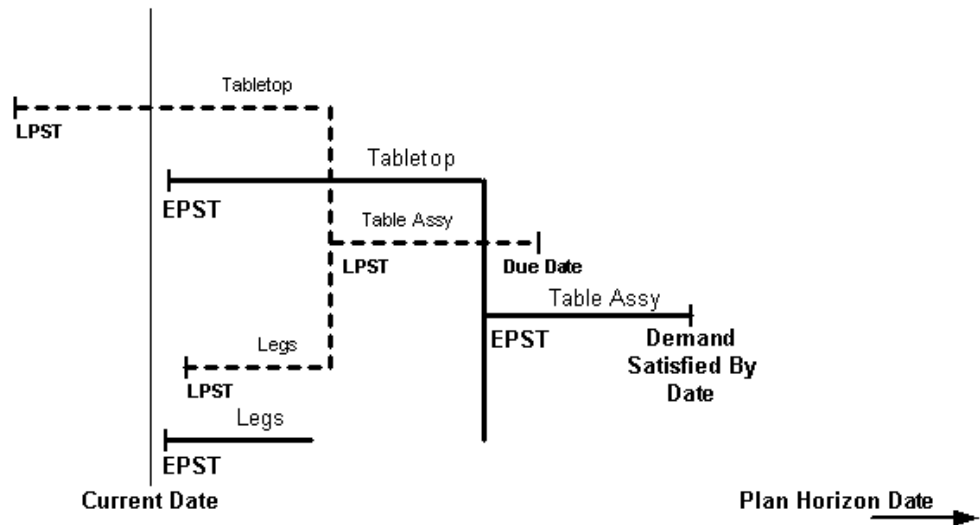 Tabletop
LPST
Tabletop
EPST
Table Assy
LPST
Due Date
Table Assy
EPST
Demand
Satisfied By
Date
Legs
LPST
Legs
EPST
Current Date
Plan Horizon Date